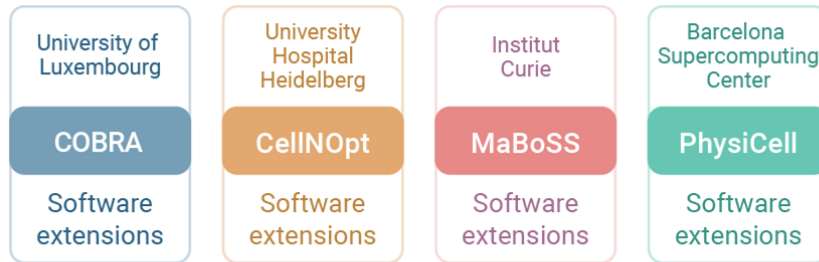 University of
Luxembourg
COBRA
Software
extensions
University
Hospital
Heidelberg
CellNOpt
Software
extensions
Institut
Curie
MaBoSS
Software
extensions
Barcelona
Supercomputing
Center
PhysiCell
Software
extensions